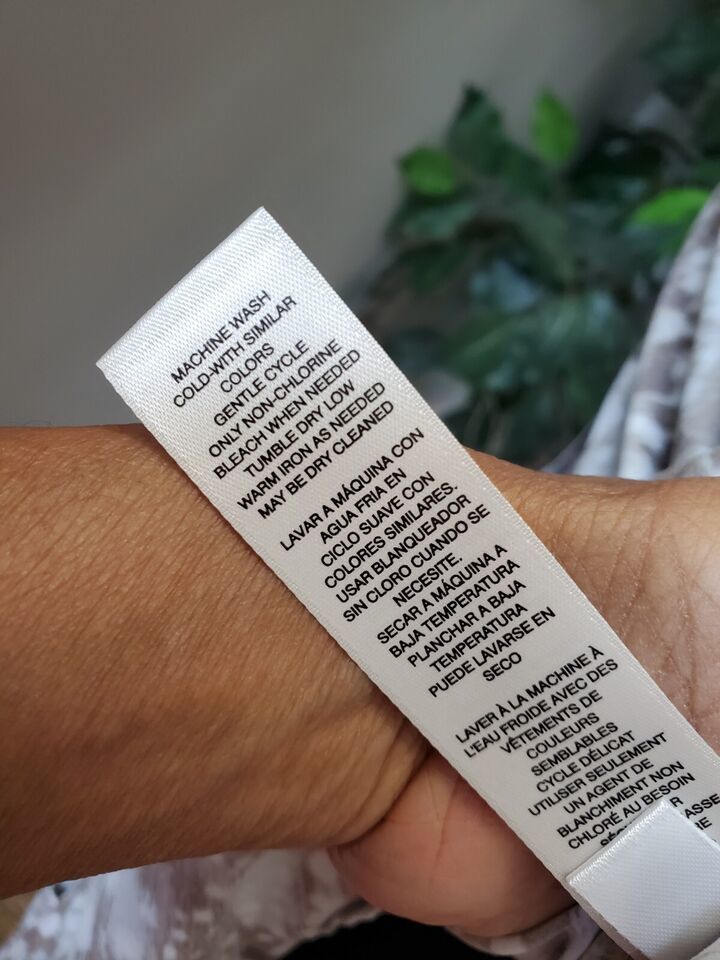 MACHINE WASH
COLD WITH SIMILAR
COLORS
GENTLE CYCLE
ONLY NON-CHLORINE
BLEACH WHEN NEEDED
TUMBLE DRY LOW
WARM IRON AS NEEDED
MAY BE DRY CLEANED
LAVAR A MÁQUINA CON
AGUA FRIA EN
CICLO SUAVE CON
COLORES SIMILARES.
USAR BLANQUEADOR
SIN CLORO CUANDO SE
NECESITE.
SECAR A MÁQUINA A
BAJA TEMPERATURA
PLANCHAR A BAJA
TEMPERATURA
PUEDE LAVARSE EN
SECO
LAVER À LA MACHINE À
L'EAU FROIDE AVEC DES
VÊTEMENTS DE
COULEURS
SEMBLABLES
CYCLE DÉLICAT
UTILISER SEULEMENT
UN AGENT DE
BLANCHIMENT NON
CHLORÉ AU BESOIN